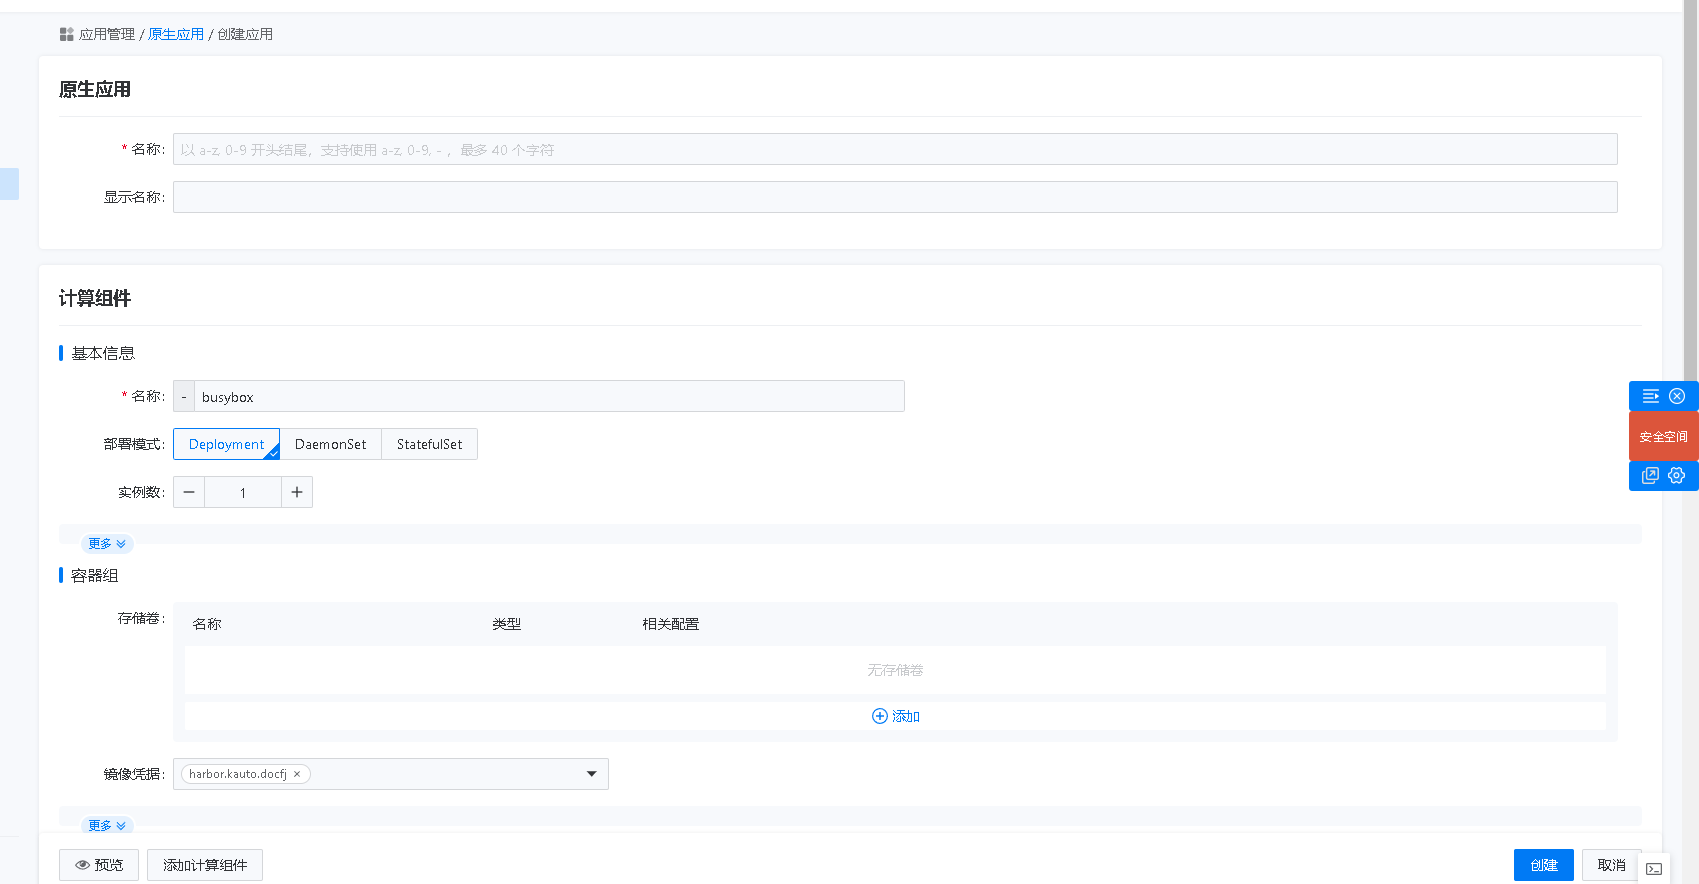 应用管理 / 原生应用 / 创建应用
原生应用
* 名称: 以 a-z, 0-9 开头结尾，支持使用 a-z, 0-9, - ，最多 40 个字符
显示名称:
计算组件
基本信息
* 名称: - busybox
部署模式: Deployment DaemonSet StatefulSet
实例数: 1
更多
容器组
存储卷: 名称 类型 相关配置
无存储卷
添加
镜像凭据: harbor.kauto.docfj ×
更多
预览 添加计算组件 创建 取消
安全空间